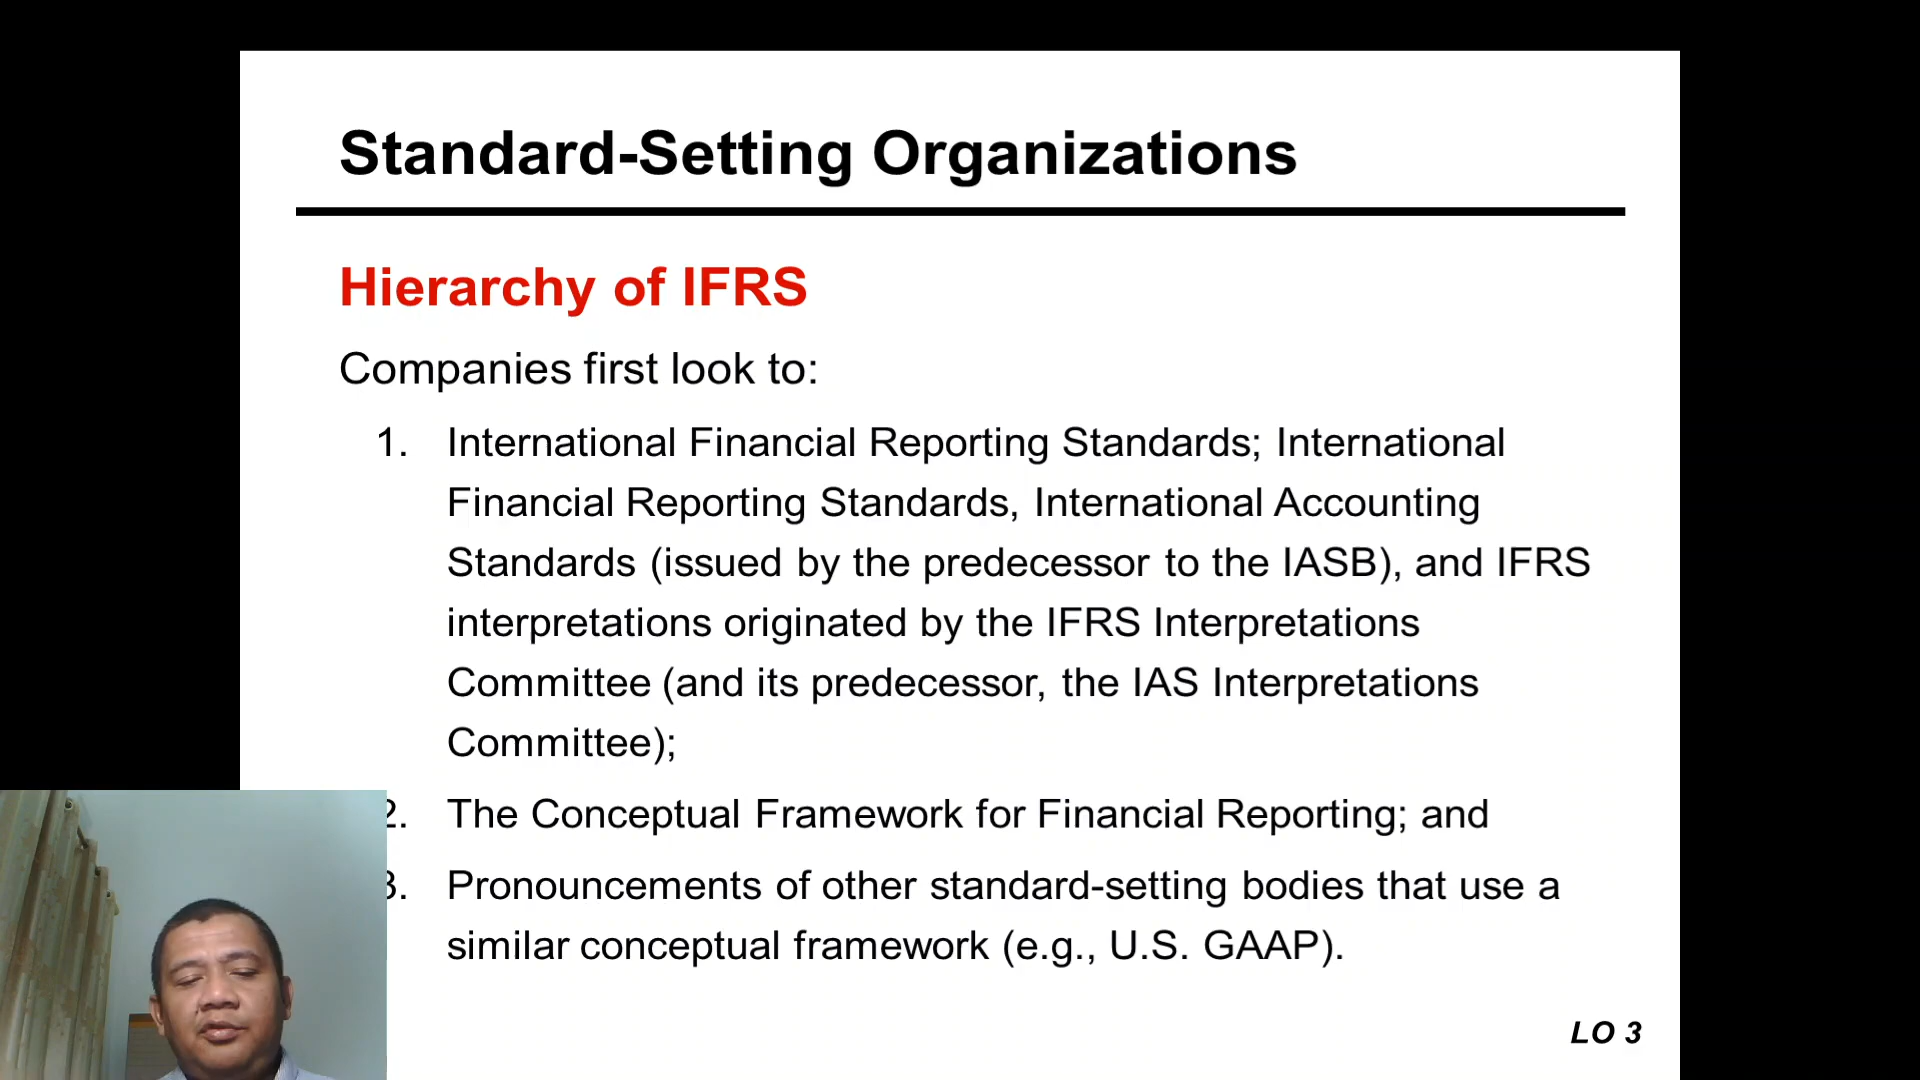 Standard-Setting Organizations
Hierarchy of IFRS
Companies first look to:
1. International Financial Reporting Standards; International
Financial Reporting Standards, International Accounting
Standards (issued by the predecessor to the IASB), and IFRS
interpretations originated by the IFRS Interpretations
Committee (and its predecessor, the IAS Interpretations
Committee);
2. The Conceptual Framework for Financial Reporting; and
3. Pronouncements of other standard-setting bodies that use a
similar conceptual framework (e.g., U.S. GAAP).
LO 3